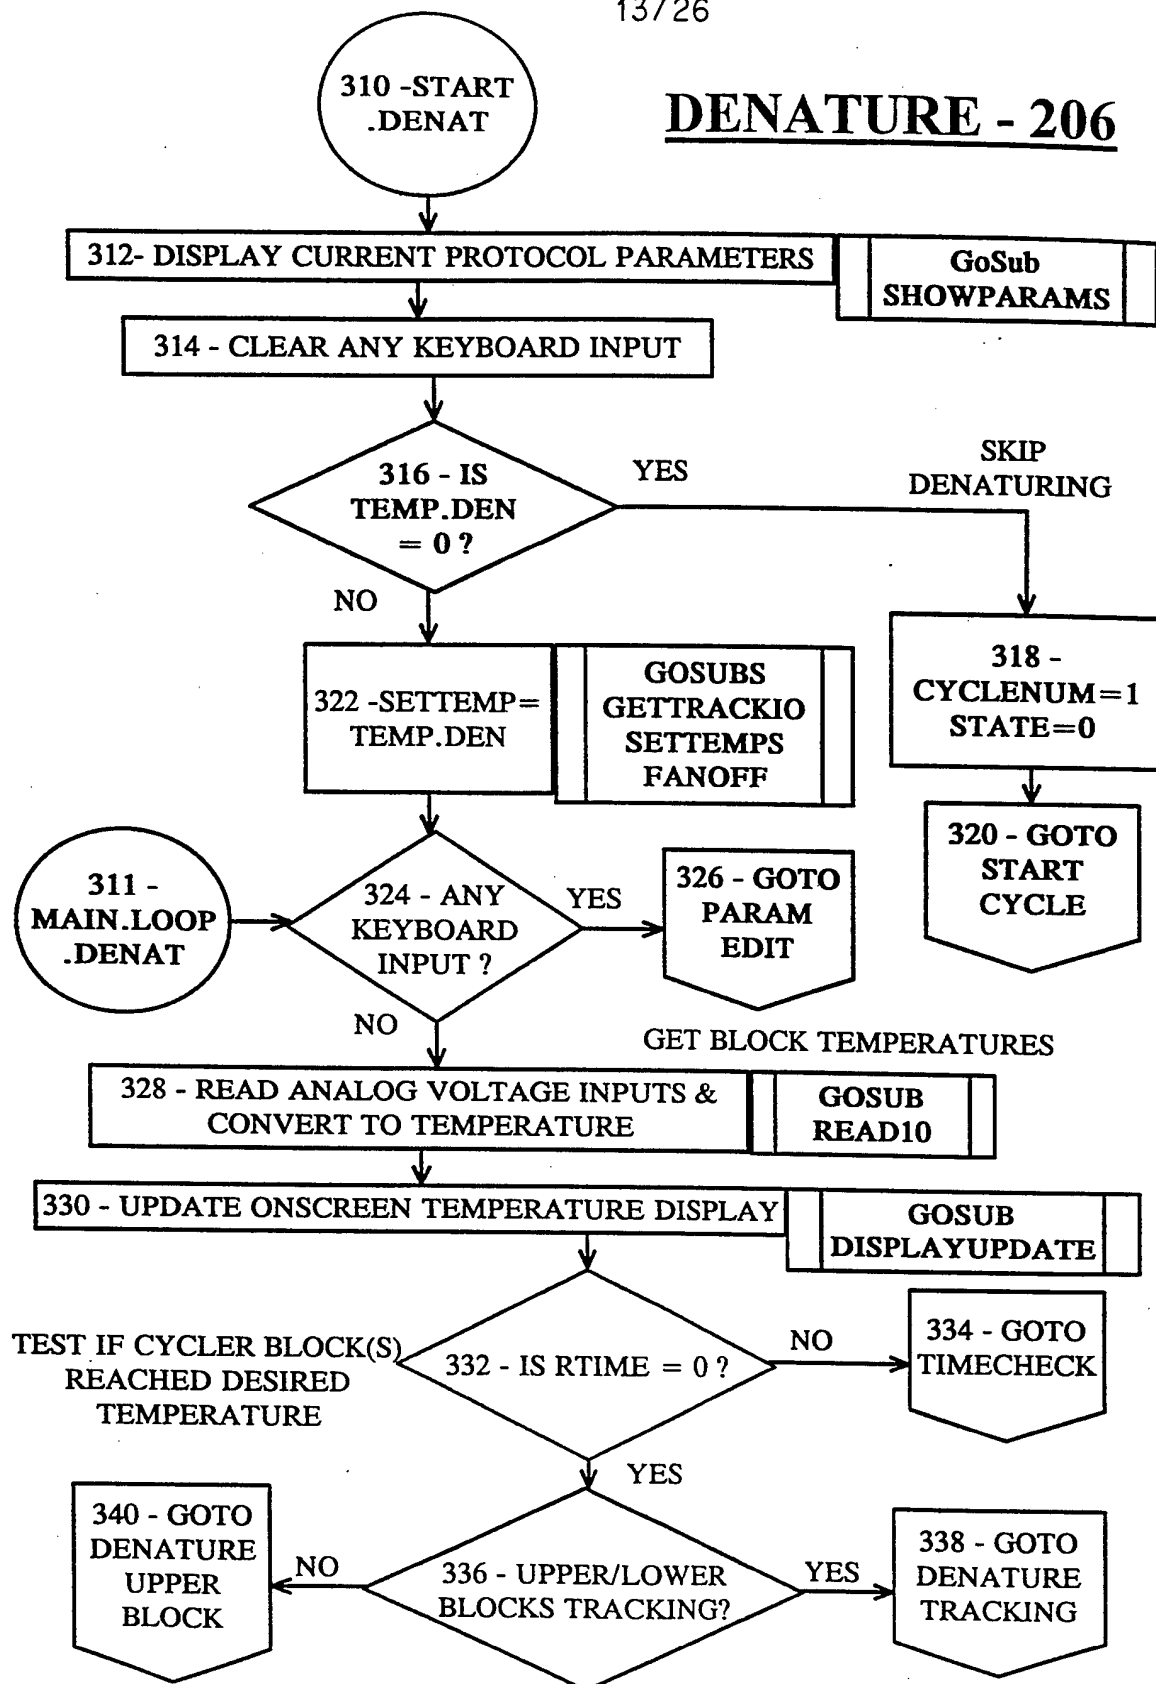 13/26
310 -START
.DENAT
DENATURE - 206
312- DISPLAY CURRENT PROTOCOL PARAMETERS
GoSub
SHOWPARAMS
314 - CLEAR ANY KEYBOARD INPUT
316 - IS
TEMP.DEN
= 0 ?
YES
SKIP
DENATURING
NO
318 -
CYCLENUM=1
STATE=0
322 -SETTEMP=
TEMP.DEN
GOSUBS
GETTRACKIO
SETTEMPS
FANOFF
320 - GOTO
START
CYCLE
311 -
MAIN.LOOP
.DENAT
324 - ANY
KEYBOARD
INPUT ?
YES
326 - GOTO
PARAM
EDIT
NO
GET BLOCK TEMPERATURES
328 - READ ANALOG VOLTAGE INPUTS &
CONVERT TO TEMPERATURE
GOSUB
READ10
330 - UPDATE ONSCREEN TEMPERATURE DISPLAY
GOSUB
DISPLAYUPDATE
TEST IF CYCLER BLOCK(S)
REACHED DESIRED
TEMPERATURE
332 - IS RTIME = 0 ?
NO
334 - GOTO
TIMECHECK
YES
340 - GOTO
DENATURE
UPPER
BLOCK
NO
336 - UPPER/LOWER
BLOCKS TRACKING?
YES
338 - GOTO
DENATURE
TRACKING